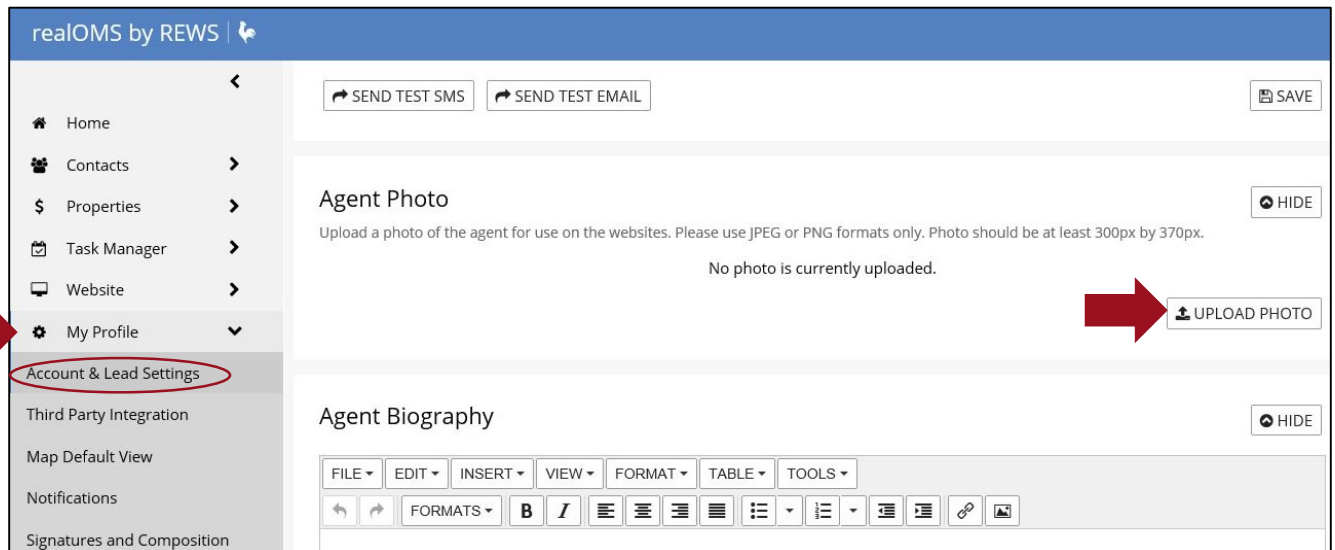 realOMS by REWS
SEND TEST SMS SEND TEST EMAIL SAVE
Home
Contacts
Properties
Task Manager
Website
My Profile
Account & Lead Settings
Third Party Integration
Map Default View
Notifications
Signatures and Composition
Agent Photo HIDE
Upload a photo of the agent for use on the websites. Please use JPEG or PNG formats only. Photo should be at least 300px by 370px.
No photo is currently uploaded.
UPLOAD PHOTO
Agent Biography HIDE
FILE EDIT INSERT VIEW FORMAT TABLE TOOLS
FORMATS B I